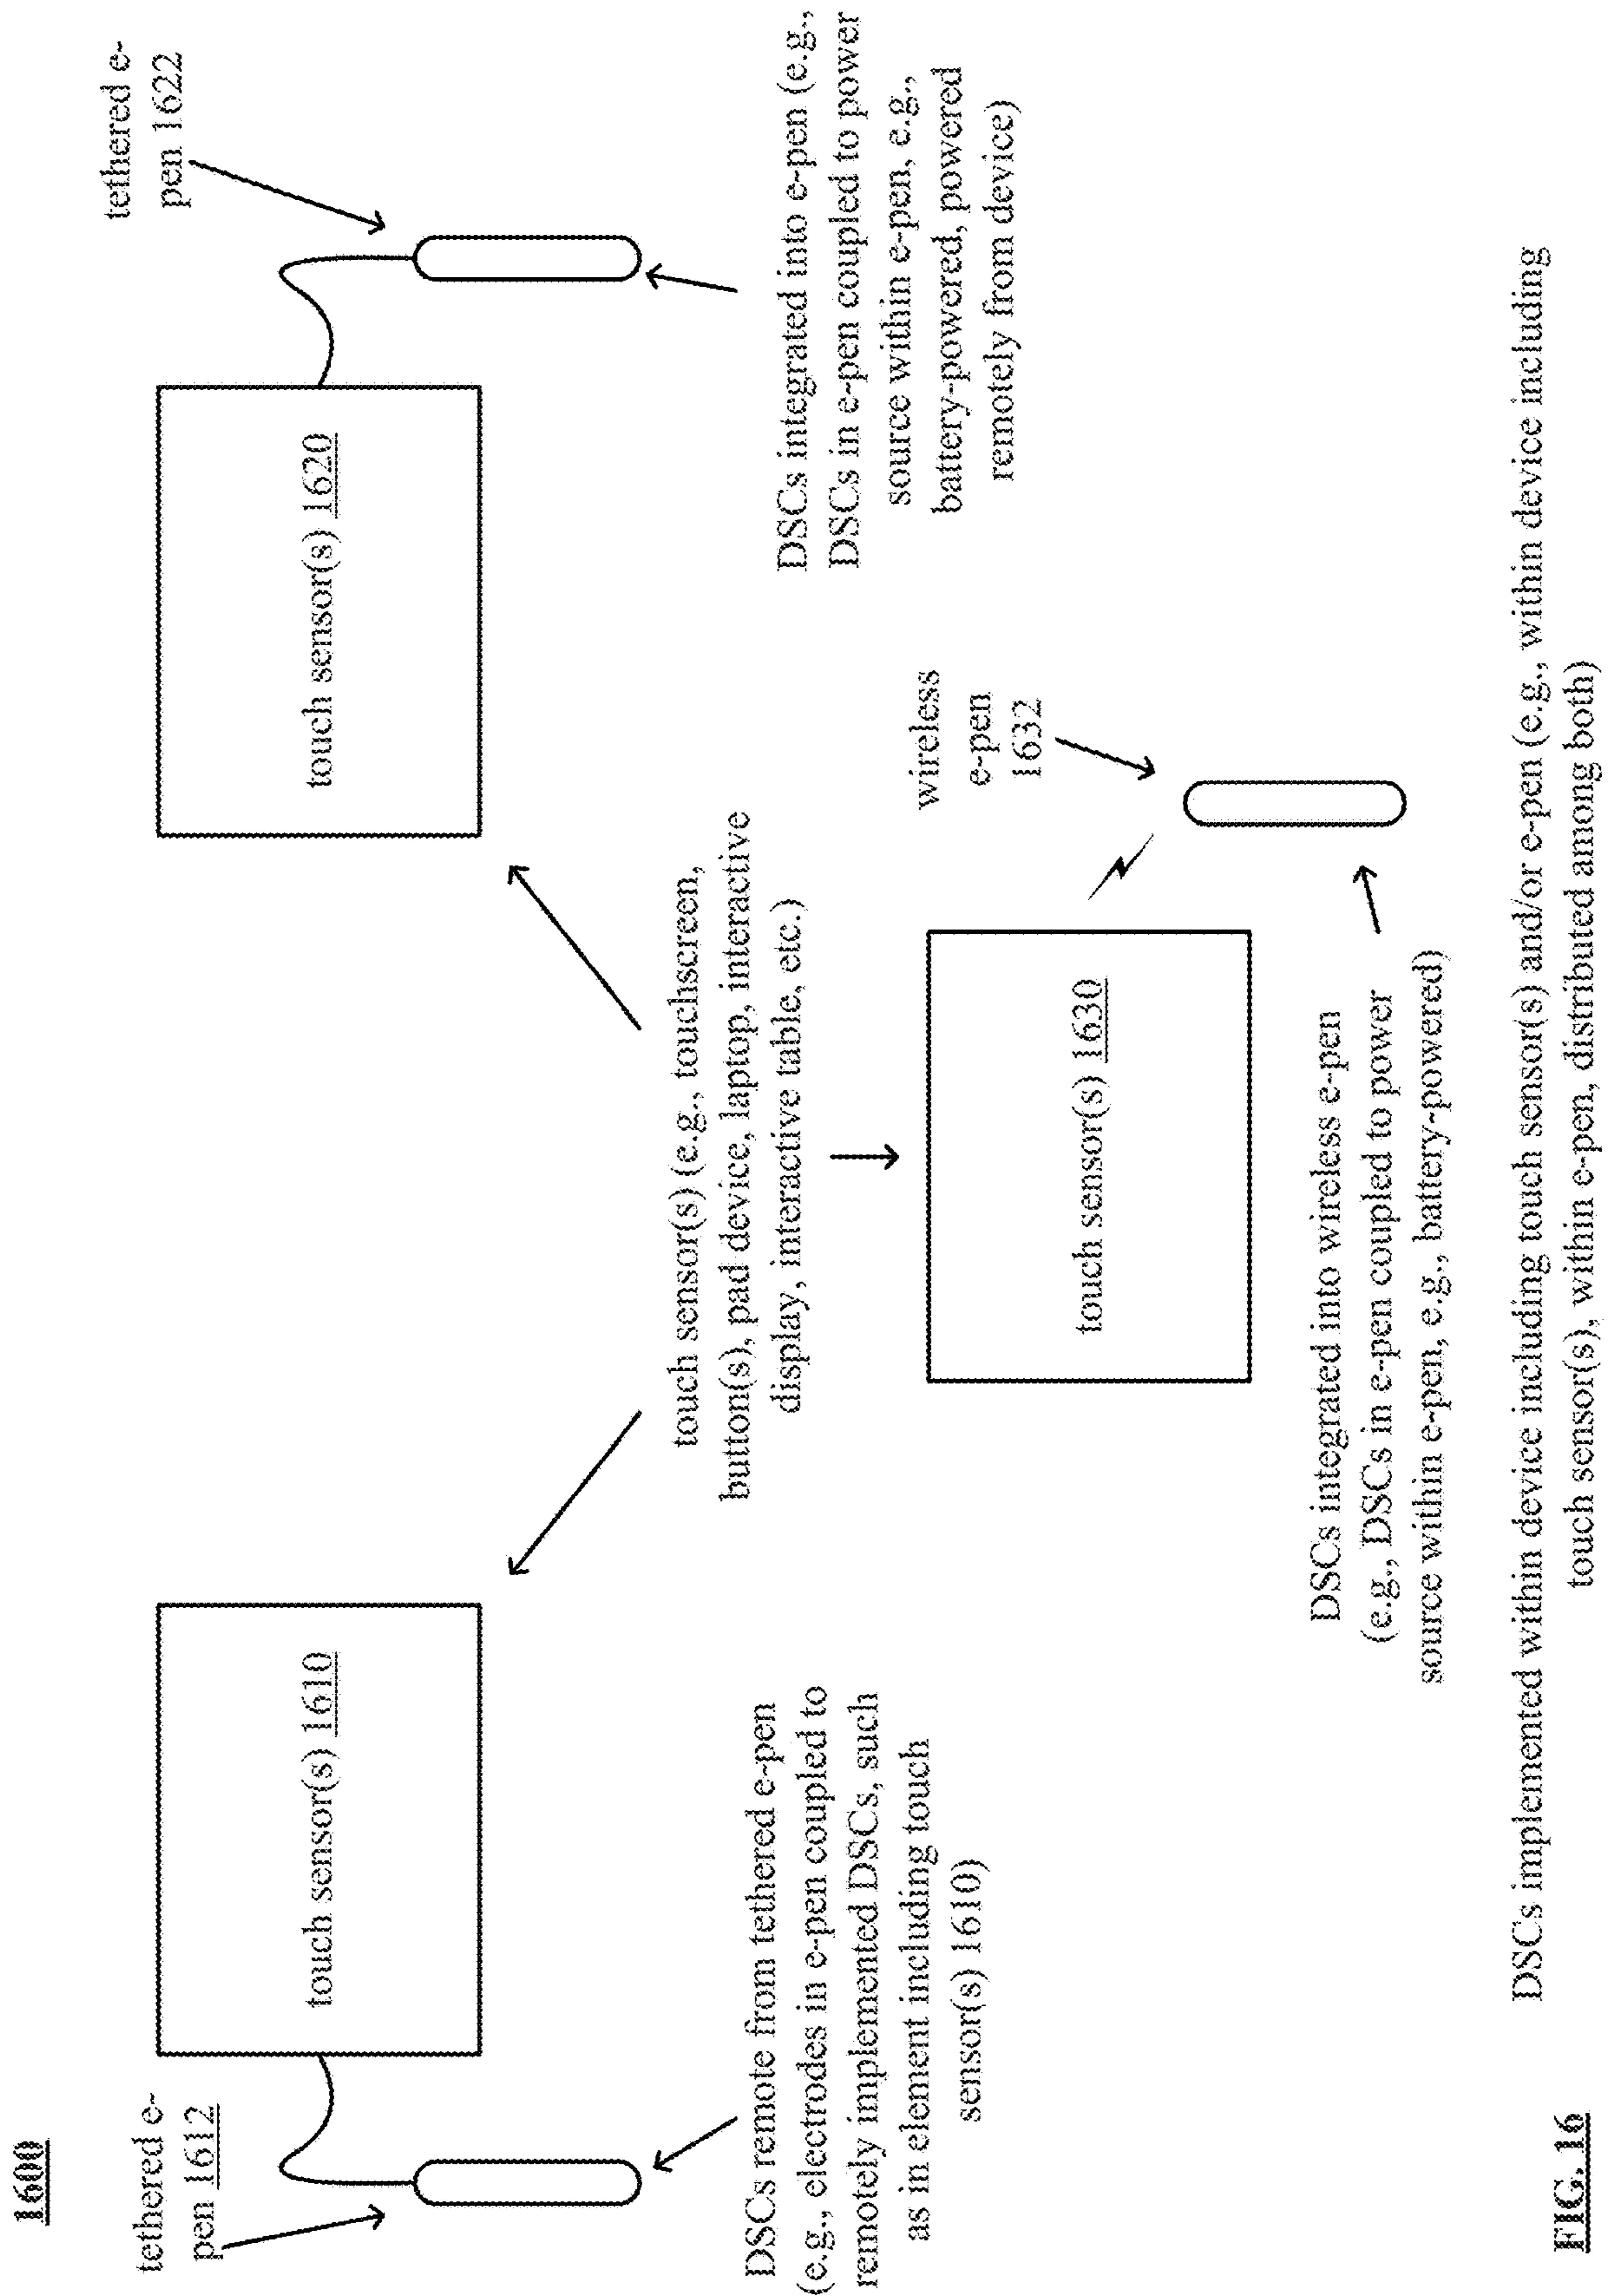 1600
tethered e-
pen 1612
touch sensor(s) 1610
DSCs remote from tethered e-pen
(e.g., electrodes in e-pen coupled to
remotely implemented DSCs, such
as in element including touch
sensor(s) 1610)
touch sensor(s) (e.g., touchscreen,
button(s), pad device, laptop, interactive
display, interactive table, etc.)
touch sensor(s) 1620
tethered e-
pen 1622
DSCs integrated into e-pen (e.g.,
DSCs in e-pen coupled to power
source within e-pen, e.g.,
battery-powered, powered
remotely from device)
touch sensor(s) 1630
wireless
e-pen
1632
DSCs integrated into wireless e-pen
(e.g., DSCs in e-pen coupled to power
source within e-pen, e.g., battery-powered)
DSCs implemented within device including touch sensor(s) and/or e-pen (e.g., within device including
touch sensor(s), within e-pen, distributed among both)
FIG. 16